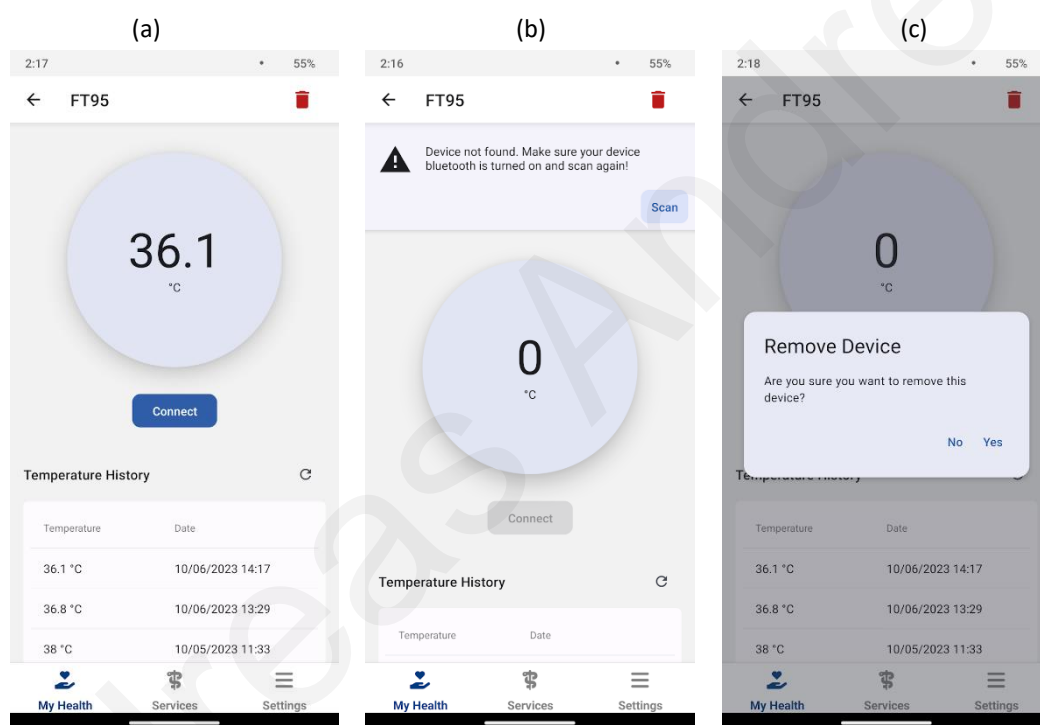 (a)
2:17 55%
FT95
36.1
°C
Connect
Temperature History
Temperature Date
36.1 °C 10/06/2023 14:17
36.8 °C 10/06/2023 13:29
38 °C 10/05/2023 11:33
My Health Services Settings
(b)
2:16 55%
FT95
Device not found. Make sure your device
bluetooth is turned on and scan again!
Scan
0
°C
Connect
Temperature History
Temperature Date
My Health Services Settings
(c)
2:18 55%
FT95
0
°C
Remove Device
Are you sure you want to remove this
device?
No Yes
Temperature History
Temperature Date
36.1 °C 10/06/2023 14:17
36.8 °C 10/06/2023 13:29
38 °C 10/05/2023 11:33
My Health Services Settings